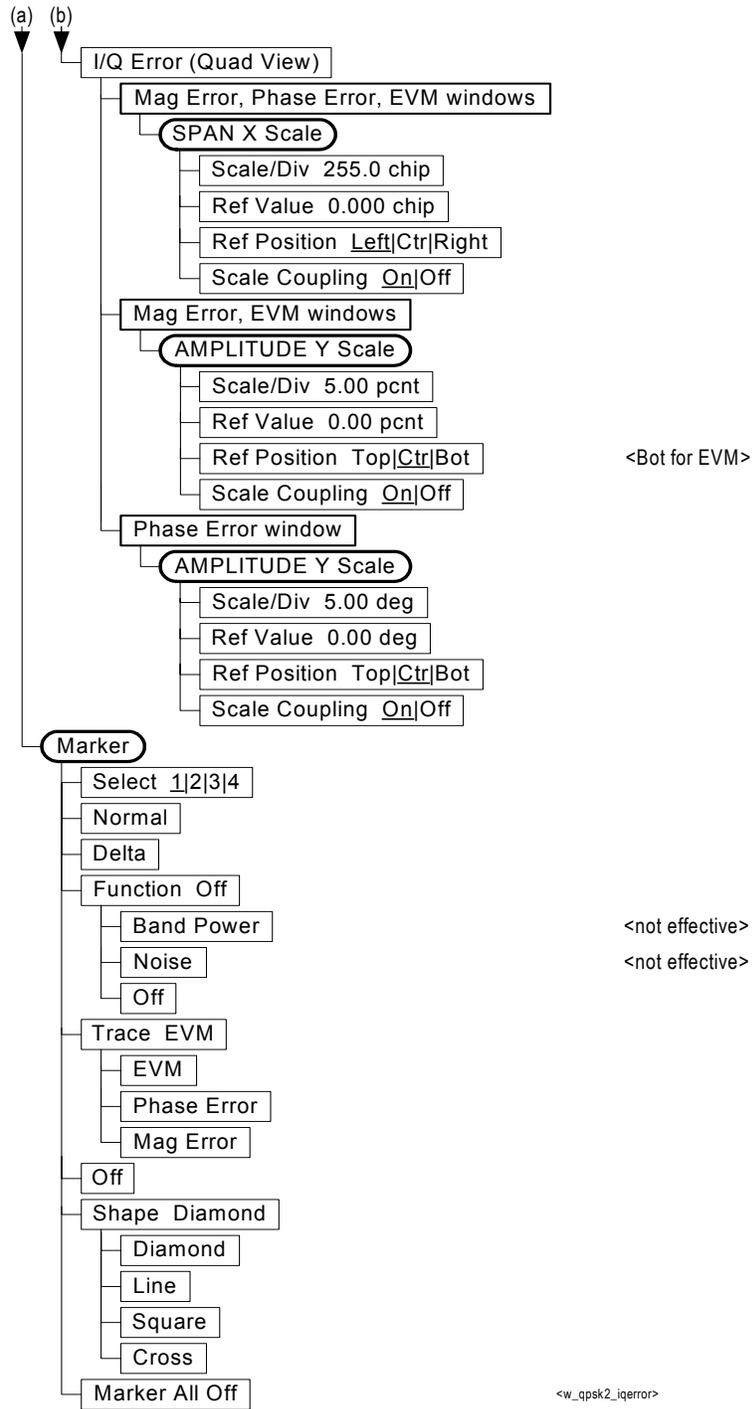 (a) (b)
I/Q Error (Quad View)
Mag Error, Phase Error, EVM windows
SPAN X Scale
Scale/Div 255.0 chip
Ref Value 0.000 chip
Ref Position Left|Ctr|Right
Scale Coupling On|Off
Mag Error, EVM windows
AMPLITUDE Y Scale
Scale/Div 5.00 pcnt
Ref Value 0.00 pcnt
Ref Position Top|Ctr|Bot <Bot for EVM>
Scale Coupling On|Off
Phase Error window
AMPLITUDE Y Scale
Scale/Div 5.00 deg
Ref Value 0.00 deg
Ref Position Top|Ctr|Bot
Scale Coupling On|Off
Marker
Select 1|2|3|4
Normal
Delta
Function Off
Band Power <not effective>
Noise <not effective>
Off
Trace EVM
EVM
Phase Error
Mag Error
Off
Shape Diamond
Diamond
Line
Square
Cross
Marker All Off <w_qpsk2_iqerror>